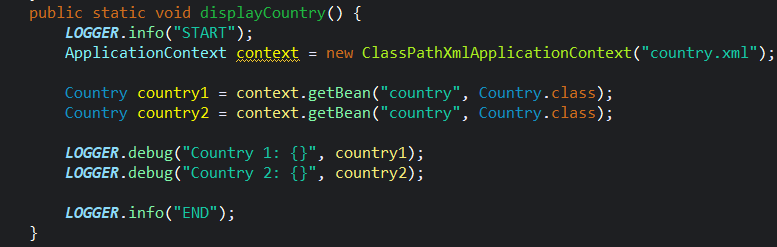 public static void displayCountry() {
LOGGER.info("START");
ApplicationContext context = new ClassPathXmlApplicationContext("country.xml");
Country country1 = context.getBean("country", Country.class);
Country country2 = context.getBean("country", Country.class);
LOGGER.debug("Country 1: {}", country1);
LOGGER.debug("Country 2: {}", country2);
LOGGER.info("END");
}